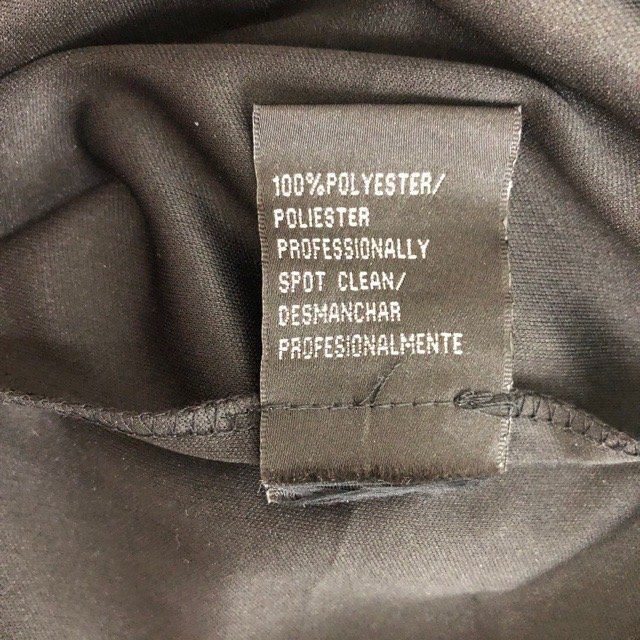 100%POLYESTER/
POLIESTER
PROFESSIONALLY
SPOT CLEAN/
DESMANCHAR
PROFESIONALMENTE